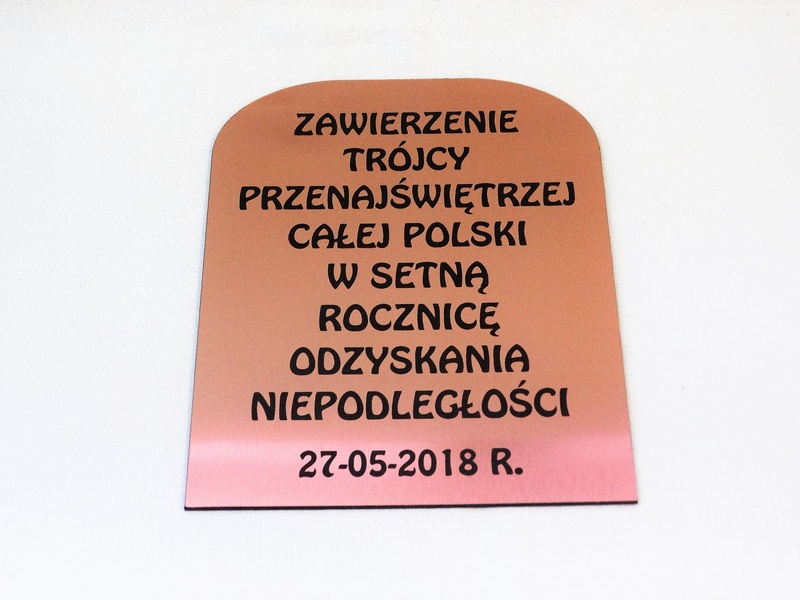 ZAWIERZENIE
TRÓJCY
PRZENAJŚWIĘTRZEJ
CAŁEJ POLSKI
W SETNĄ
ROCZNICĘ
ODZYSKANIA
NIEPODLEGŁOŚCI
27-05-2018 R.